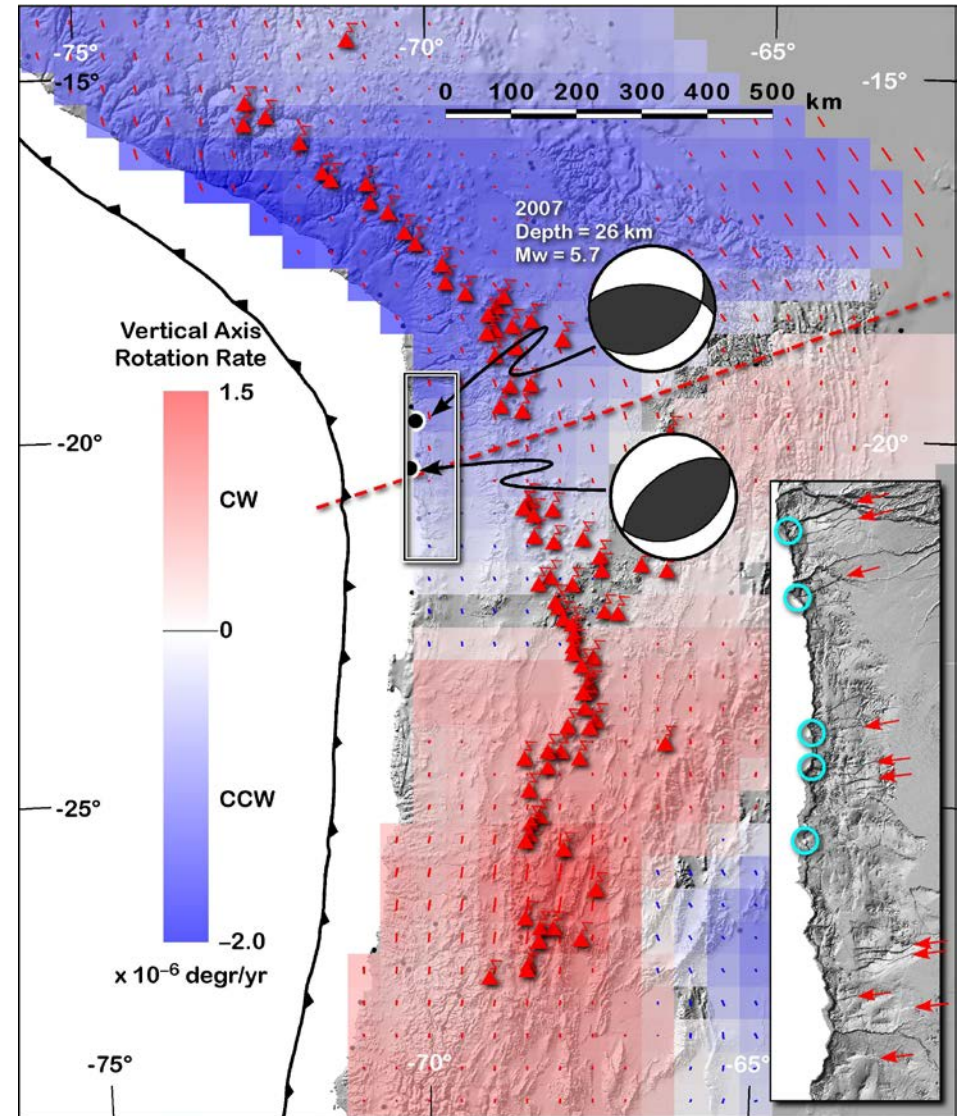 -75°
-70°
-65°
-15°
-15°
0 100 200 300 400 500 km
2007
Depth = 26 km
Mw = 5.7
Vertical Axis
Rotation Rate
1.5
CW
0
CCW
–2.0
x 10⁻⁶ degr/yr
-20°
-20°
-25°
-75°
-70°
-65°